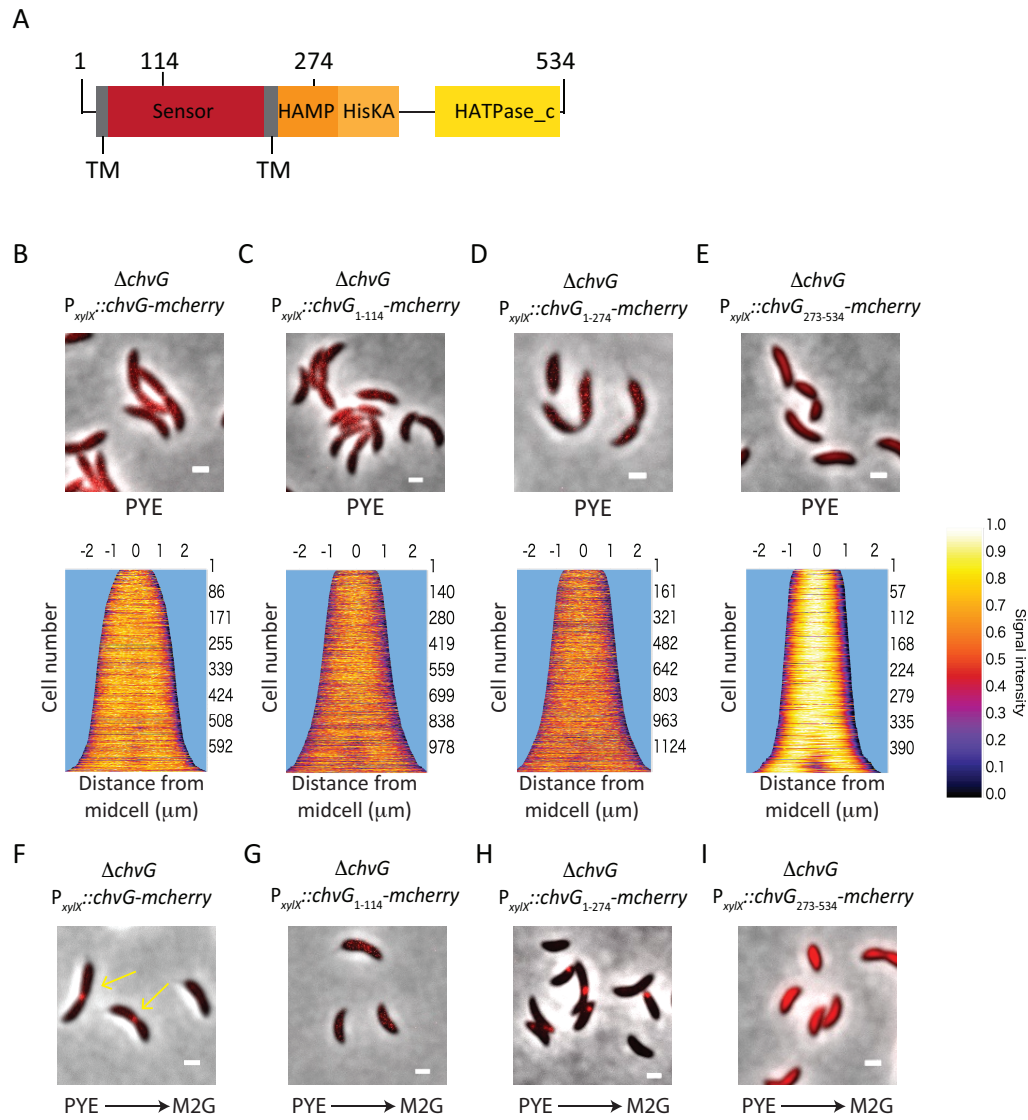 A
1 114 274 534
Sensor HAMP HisKA HATPase_c
TM TM
B C D E
ΔchvG ΔchvG ΔchvG ΔchvG
PxylX::chvG-mcherry PxylX::chvG1-114-mcherry PxylX::chvG1-274-mcherry PxylX::chvG273-534-mcherry
PYE PYE PYE PYE
-2 -1 0 1 2 -2 -1 0 1 2 -2 -1 0 1 2 -2 -1 0 1 2
Cell number
1
86
171
255
339
424
508
592
Distance from
midcell (μm)
Cell number
1
140
280
419
559
699
838
978
Distance from
midcell (μm)
Cell number
1
161
321
482
642
803
963
1124
Distance from
midcell (μm)
Cell number
1
57
112
168
224
279
335
390
Distance from
midcell (μm)
1.0
0.9
0.8
0.7
0.6
0.5
0.4
0.3
0.2
0.1
0.0
Signal intensity
F G H I
ΔchvG ΔchvG ΔchvG ΔchvG
PxylX::chvG-mcherry PxylX::chvG1-114-mcherry PxylX::chvG1-274-mcherry PxylX::chvG273-534-mcherry
PYE → M2G PYE → M2G PYE → M2G PYE → M2G